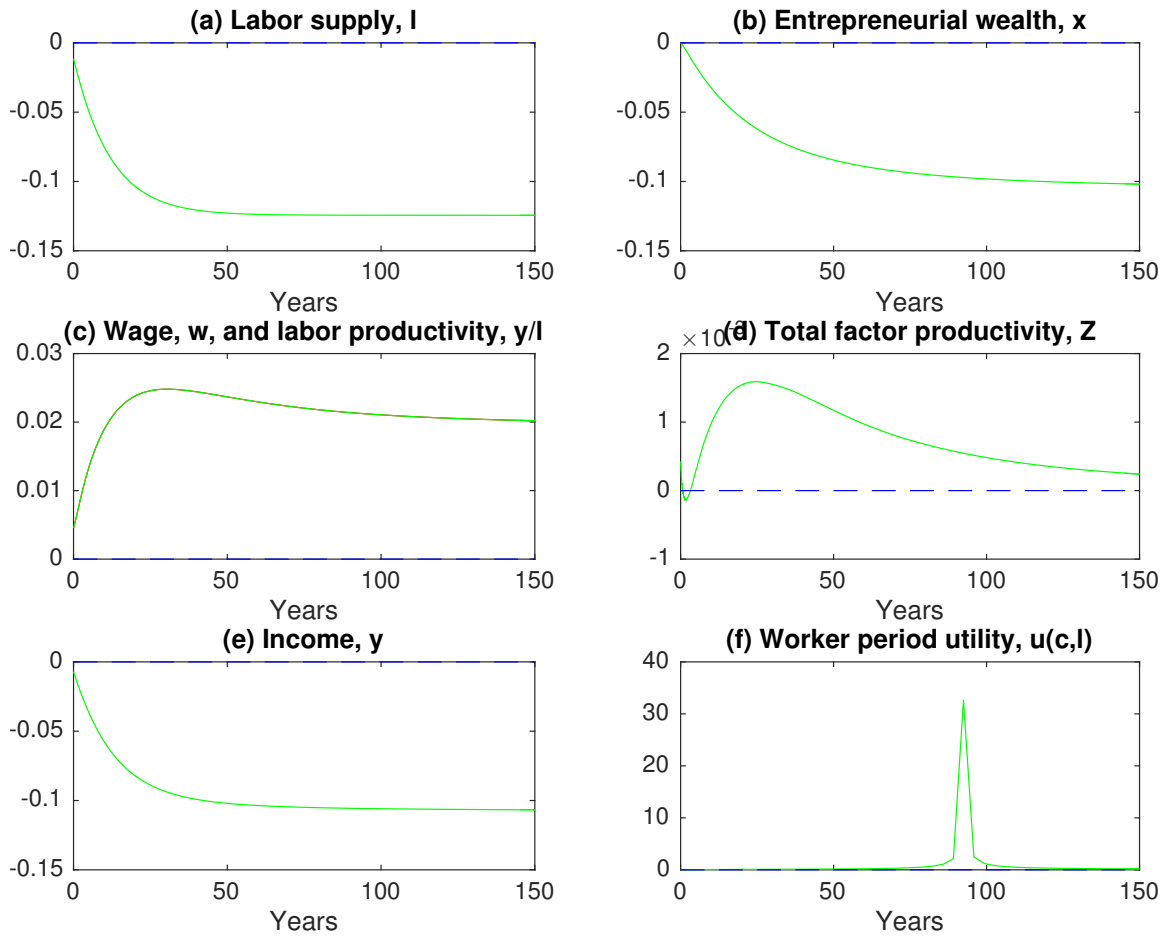 (a) Labor supply, l
0
-0.05
-0.1
-0.15
0 50 100 150
Years
(b) Entrepreneurial wealth, x
0
-0.05
-0.1
-0.15
0 50 100 150
Years
(c) Wage, w, and labor productivity, y/l
0.03
0.02
0.01
0
0 50 100 150
Years
(d) Total factor productivity, Z
×10
2
1
0
-1
0 50 100 150
Years
(e) Income, y
0
-0.05
-0.1
-0.15
0 50 100 150
Years
(f) Worker period utility, u(c,l)
40
30
20
10
0
0 50 100 150
Years